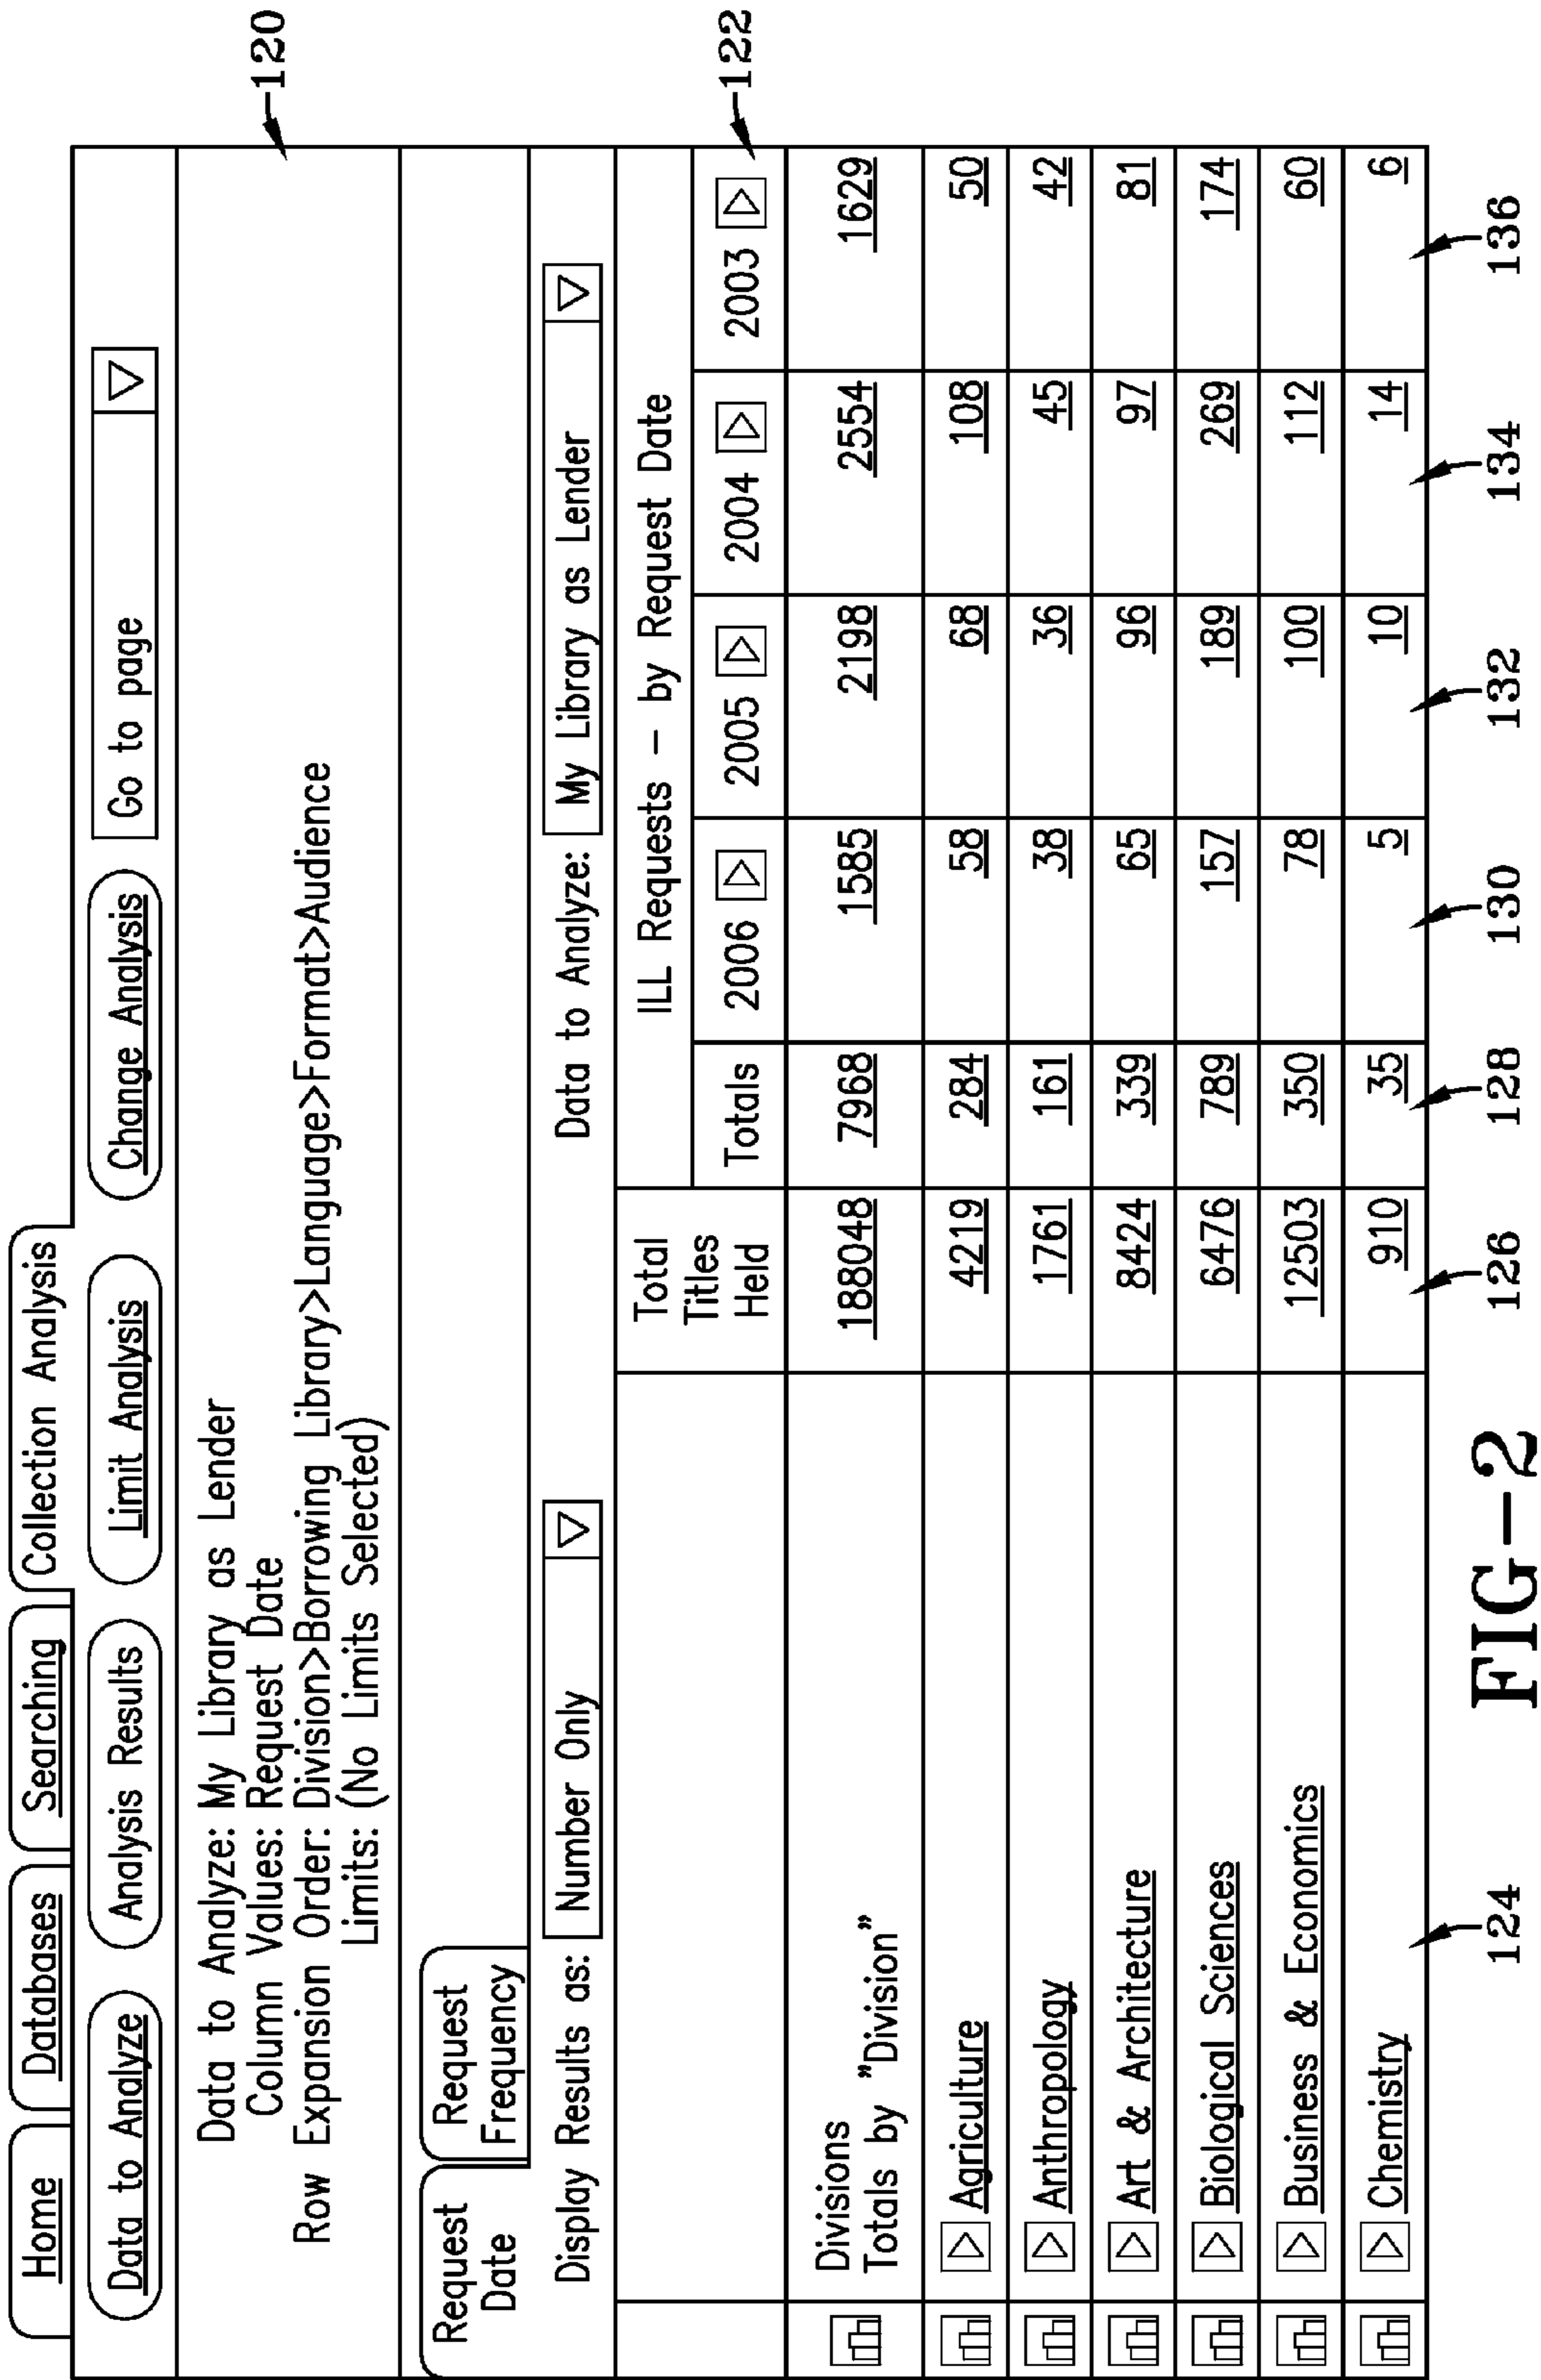 Home Databases Searching Collection Analysis
Data to Analyze Analysis Results Limit Analysis Change Analysis Go to page
Data to Analyze: My Library as Lender
Column Values: Request Date
Row Expansion Order: Division>Borrowing Library>Language>Format>Audience
Limits: (No Limits Selected)
120
Request Date
Request Frequency
Display Results as: Number Only Data to Analyze: My Library as Lender
Total Titles Held
ILL Requests – by Request Date
Totals 2006 2005 2004 2003
122
Divisions
Totals by "Division" 188048 7968 1585 2198 2554 1629
Agriculture 4219 284 58 68 108 50
Anthropology 1761 161 38 36 45 42
Art & Architecture 8424 339 65 96 97 81
Biological Sciences 6476 789 157 189 269 174
Business & Economics 12503 350 78 100 112 60
Chemistry 910 35 5 10 14 6
124 126 128 130 132 134 136
FIG-2